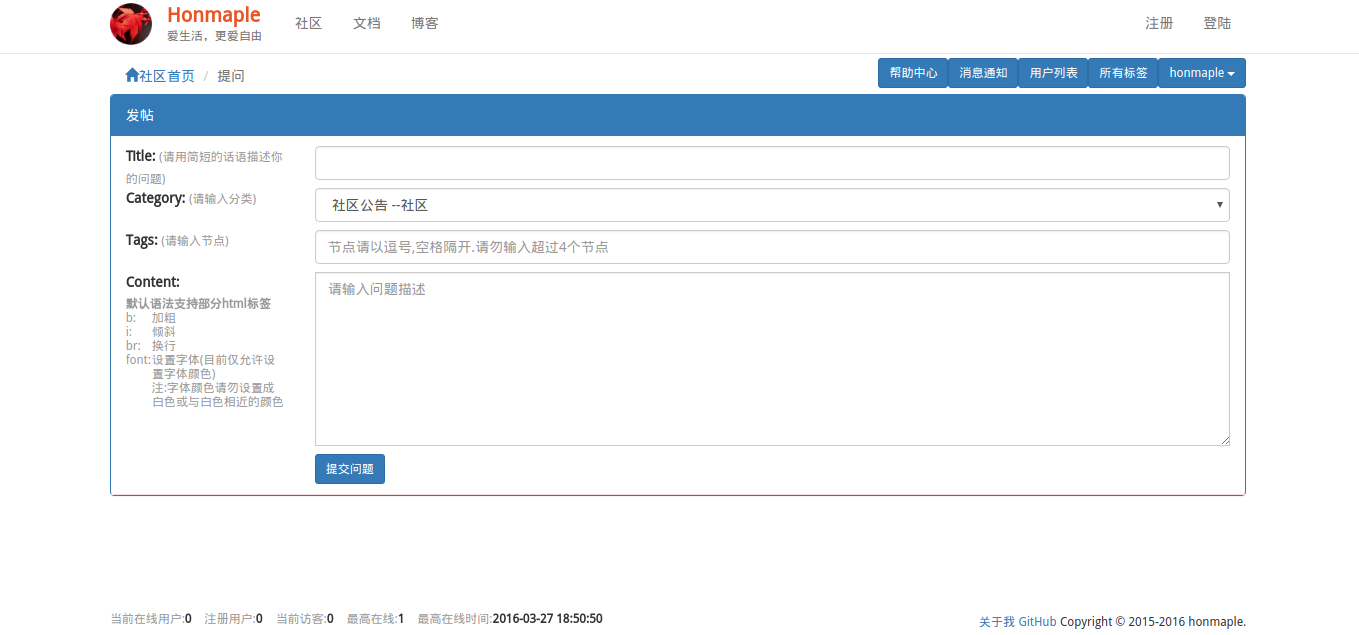 Honmaple
爱生活，更爱自由
社区 文档 博客
注册 登陆
社区首页 / 提问
帮助中心 消息通知 用户列表 所有标签 honmaple
发帖
Title: (请用简短的话语描述你
的问题)
Category: (请输入分类)
社区公告 --社区
Tags: (请输入节点)
节点请以逗号,空格隔开.请勿输入超过4个节点
Content:
请输入问题描述
默认语法支持部分html标签
b: 加粗
i: 倾斜
br: 换行
font: 设置字体(目前仅允许设
置字体颜色)
注:字体颜色请勿设置成
白色或与白色相近的颜色
提交问题
当前在线用户:0 注册用户:0 当前访客:0 最高在线:1 最高在线时间:2016-03-27 18:50:50
关于我 GitHub Copyright © 2015-2016 honmaple.